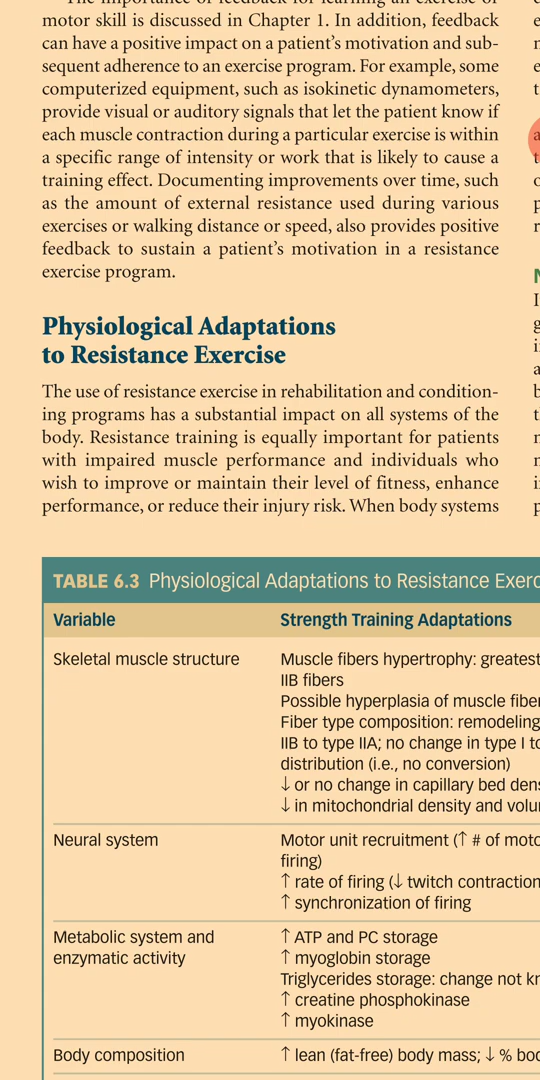 The importance of feedback for learning an exercise or
motor skill is discussed in Chapter 1. In addition, feedback
can have a positive impact on a patient's motivation and sub-
sequent adherence to an exercise program. For example, some
computerized equipment, such as isokinetic dynamometers,
provide visual or auditory signals that let the patient know if
each muscle contraction during a particular exercise is within
a specific range of intensity or work that is likely to cause a
training effect. Documenting improvements over time, such
as the amount of external resistance used during various
exercises or walking distance or speed, also provides positive
feedback to sustain a patient's motivation in a resistance
exercise program.
Physiological Adaptations
to Resistance Exercise
The use of resistance exercise in rehabilitation and condition-
ing programs has a substantial impact on all systems of the
body. Resistance training is equally important for patients
with impaired muscle performance and individuals who
wish to improve or maintain their level of fitness, enhance
performance, or reduce their injury risk. When body systems
TABLE 6.3 Physiological Adaptations to Resistance Exerc
Variable
Strength Training Adaptations
Skeletal muscle structure
Muscle fibers hypertrophy: greatest
IIB fibers
Possible hyperplasia of muscle fiber
Fiber type composition: remodeling
IIB to type IIA; no change in type I to
distribution (i.e., no conversion)
↓ or no change in capillary bed dens
↓ in mitochondrial density and volum
Neural system
Motor unit recruitment (↑ # of moto
firing)
↑ rate of firing (↓ twitch contraction
↑ synchronization of firing
Metabolic system and
enzymatic activity
↑ ATP and PC storage
↑ myoglobin storage
Triglycerides storage: change not kn
↑ creatine phosphokinase
↑ myokinase
Body composition
↑ lean (fat-free) body mass; ↓ % bod